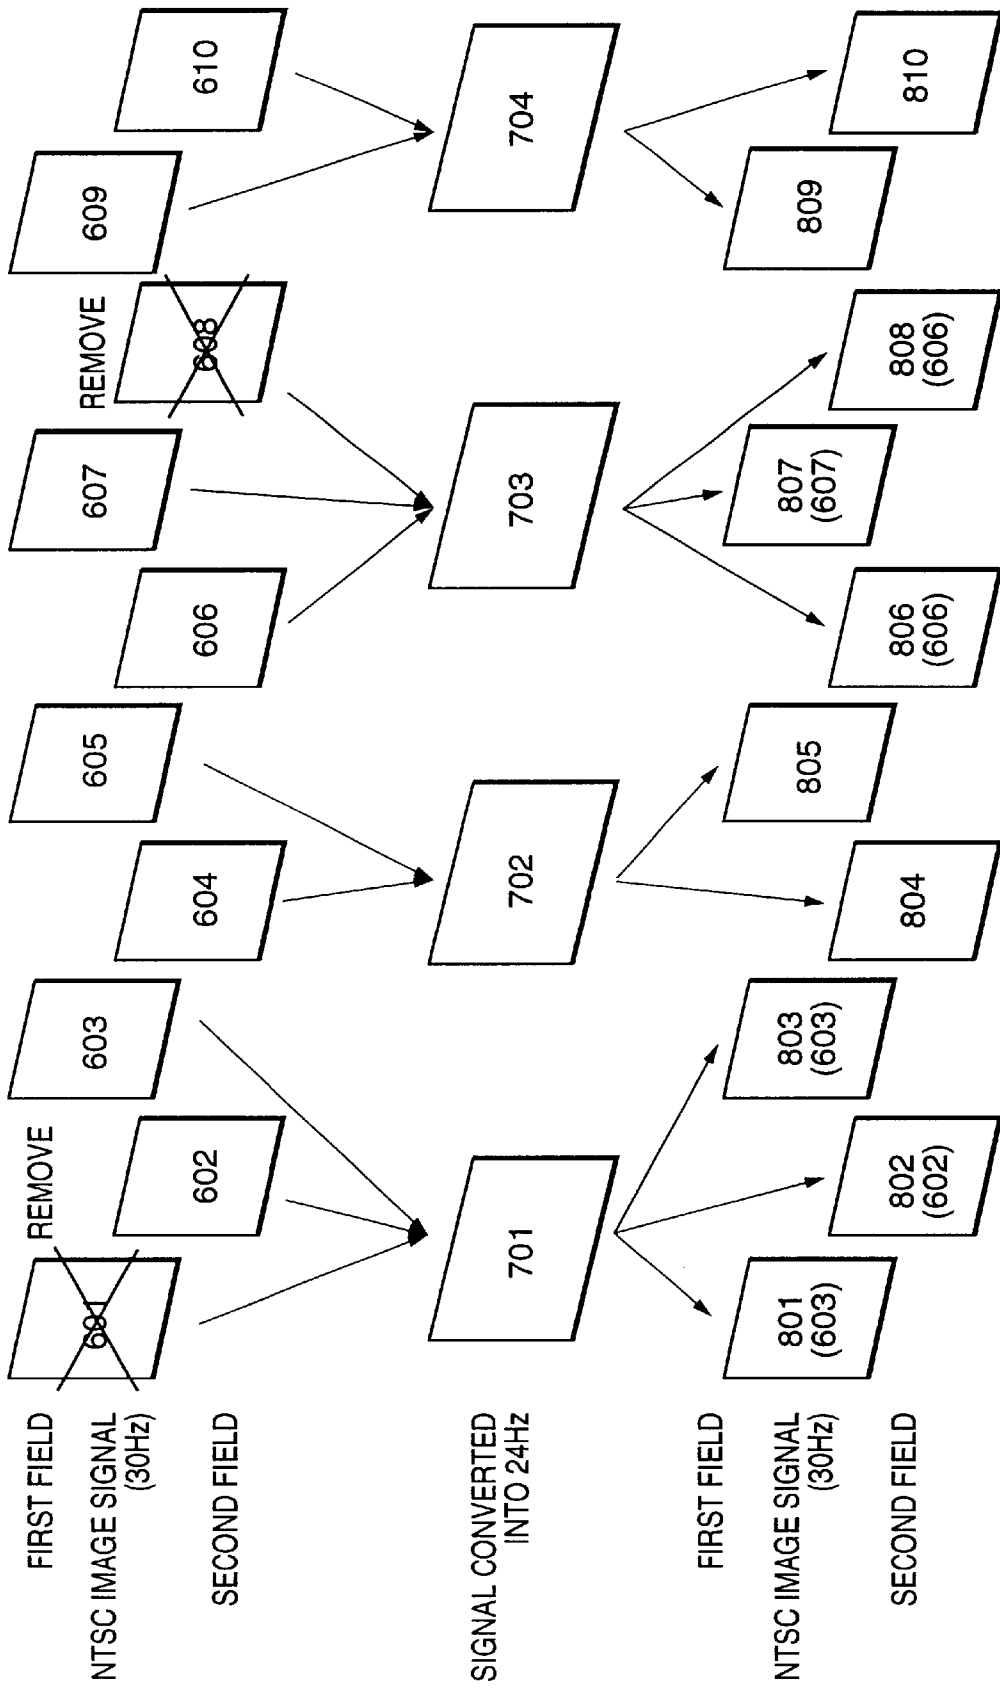 FIRST FIELD
NTSC IMAGE SIGNAL
(30Hz)
SECOND FIELD
601
REMOVE
602
603
604
605
606
607
REMOVE
608
609
610
SIGNAL CONVERTED
INTO 24Hz
701
702
703
704
FIRST FIELD
NTSC IMAGE SIGNAL
(30Hz)
SECOND FIELD
801
(603)
802
(602)
803
(603)
804
805
806
(606)
807
(607)
808
(606)
809
810